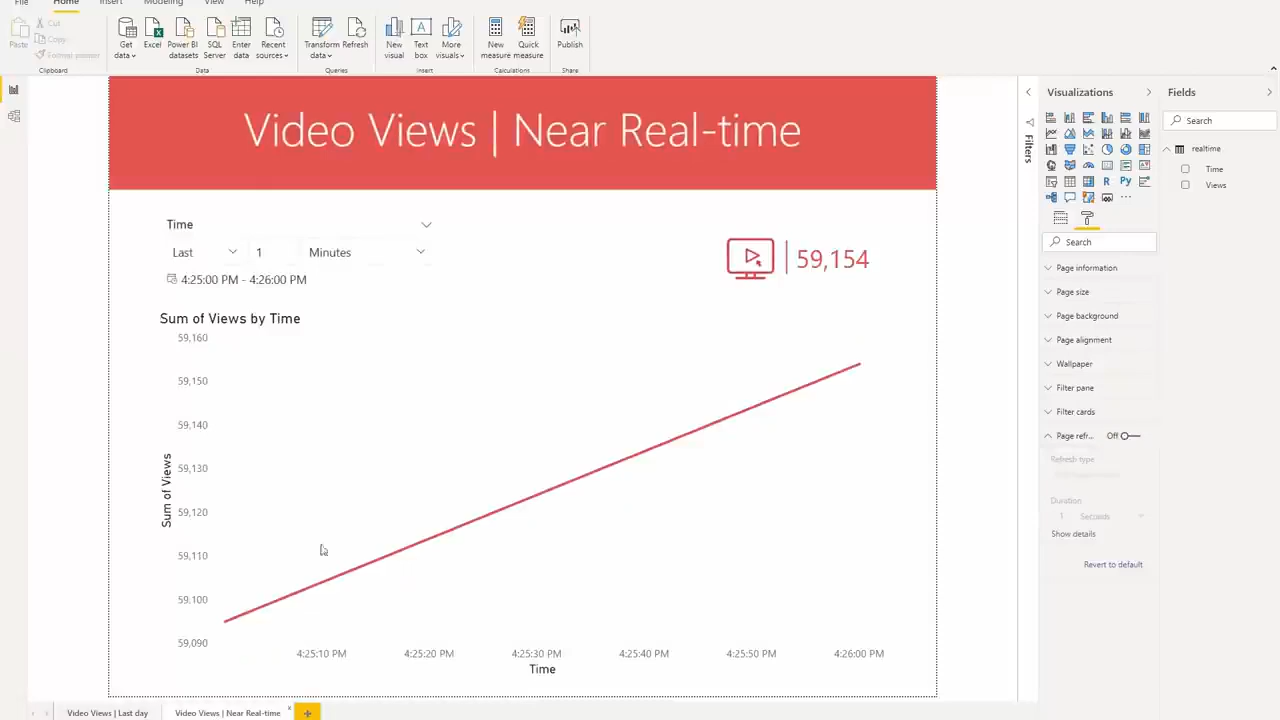 File Home Insert Modeling View Help
Paste
Cut
Copy
Format painter
Clipboard
Get data
Excel
Power BI datasets
SQL Server
Enter data
Recent sources
Data
Transform data
Refresh
Queries
New visual
Text box
More visuals
Insert
New measure
Quick measure
Calculations
Publish
Share
Video Views | Near Real-time
Time
Last 1 Minutes
4:25:00 PM - 4:26:00 PM
59,154
Sum of Views by Time
59,160
59,150
59,140
59,130
59,120
59,110
59,100
59,090
Sum of Views
4:25:10 PM 4:25:20 PM 4:25:30 PM 4:25:40 PM 4:25:50 PM 4:26:00 PM
Time
Filters
Visualizations
R Py
Search
Page information
Page size
Page background
Page alignment
Wallpaper
Filter pane
Filter cards
Page refr... Off
Refresh type
Duration
1 Seconds
Show details
Revert to default
Fields
Search
realtime
Time
Views
Video Views | Last day
Video Views | Near Real-time